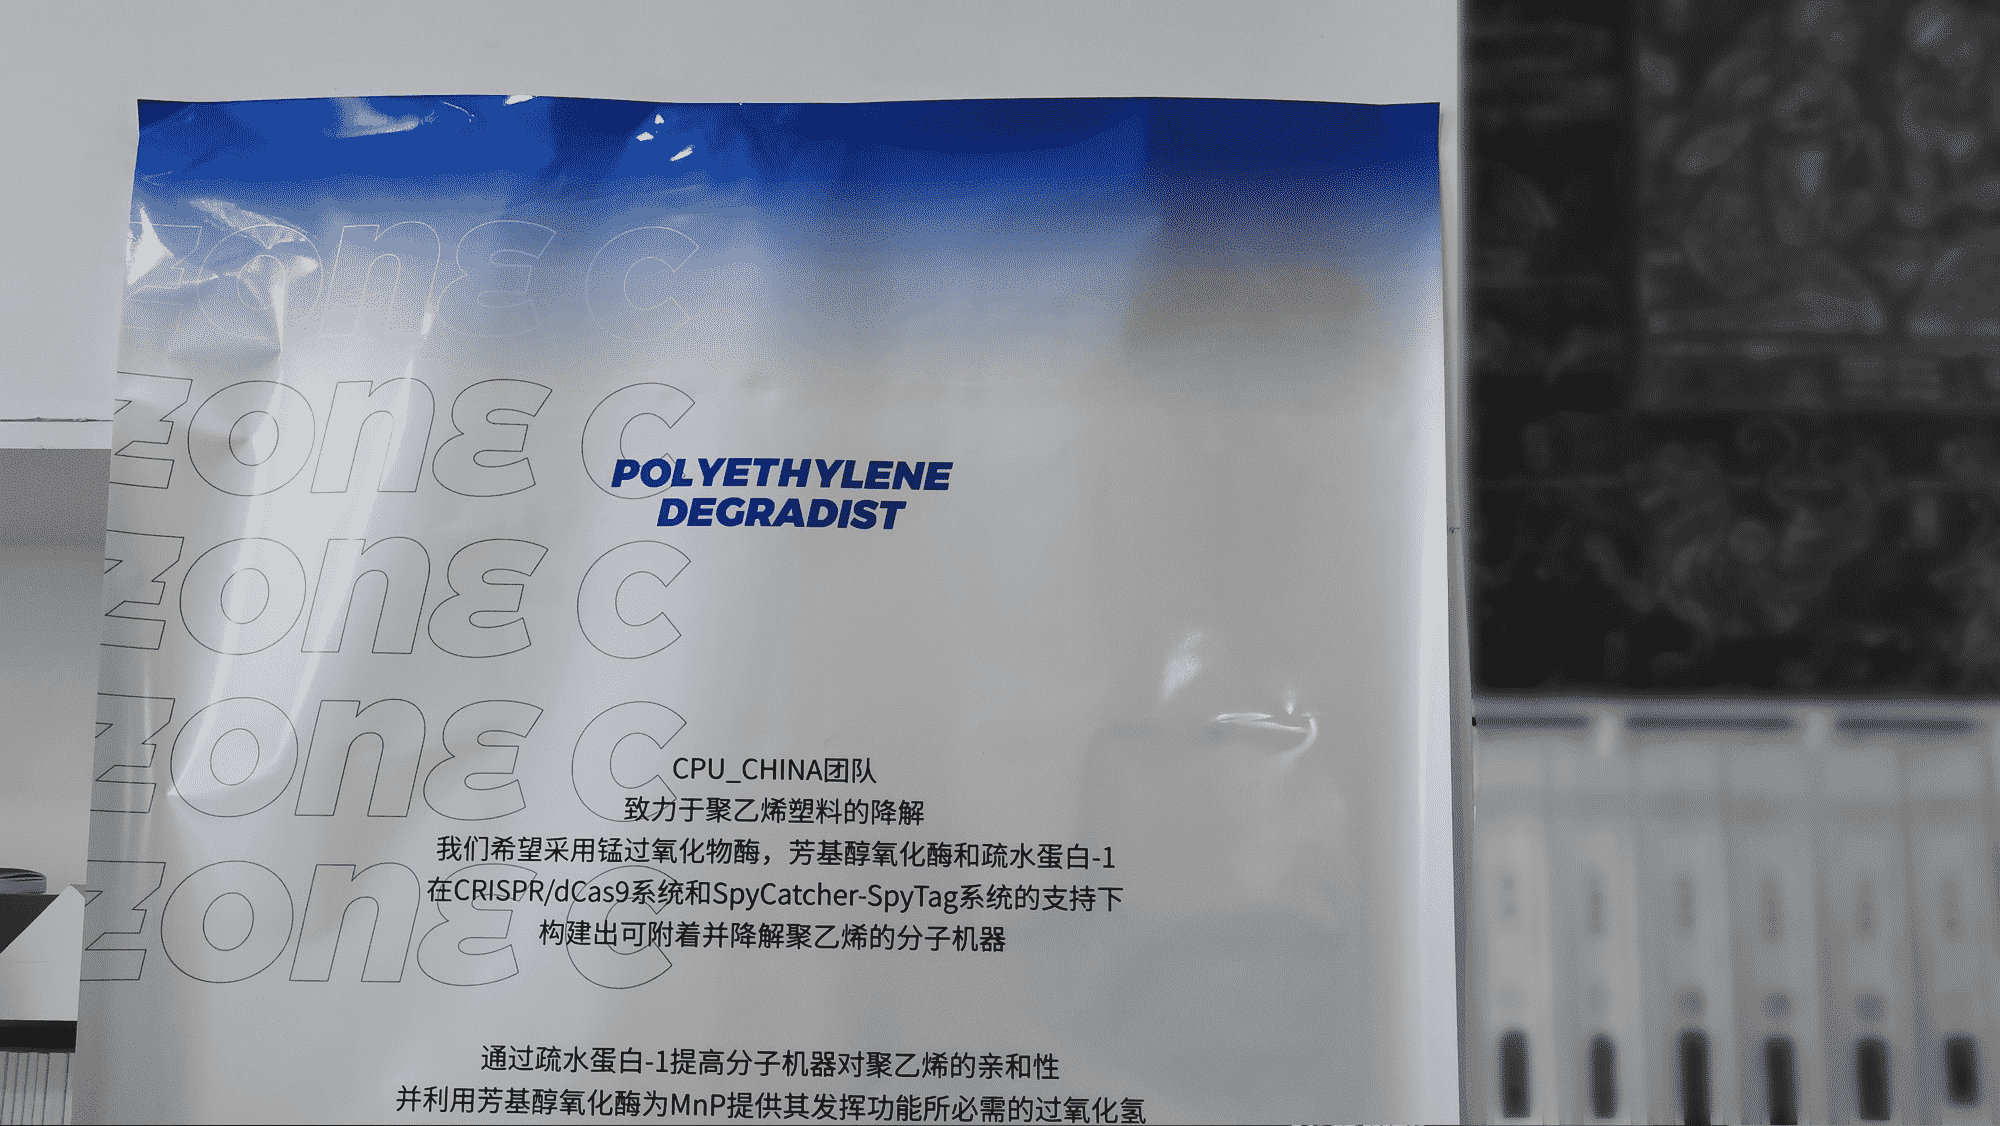 zonε c
zonε c
POLYETHYLENE
DEGRADIST
zonε c
zonε c
CPU_CHINA团队
致力于聚乙烯塑料的降解
我们希望采用锰过氧化物酶，芳基醇氧化酶和疏水蛋白-1
zonε c
在CRISPR/dCas9系统和SpyCatcher-SpyTag系统的支持下
构建出可附着并降解聚乙烯的分子机器
通过疏水蛋白-1提高分子机器对聚乙烯的亲和性
并利用芳基醇氧化酶为MnP提供其发挥功能所必需的过氧化氢